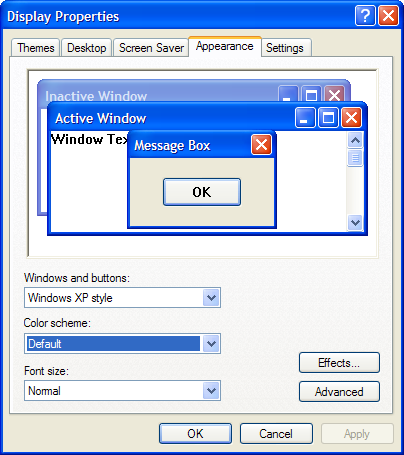 Display Properties
Themes Desktop Screen Saver Appearance Settings
Inactive Window
Active Window
Window Tex
Message Box
OK
Windows and buttons:
Windows XP style
Color scheme:
Default
Effects...
Font size:
Normal
Advanced
OK Cancel Apply